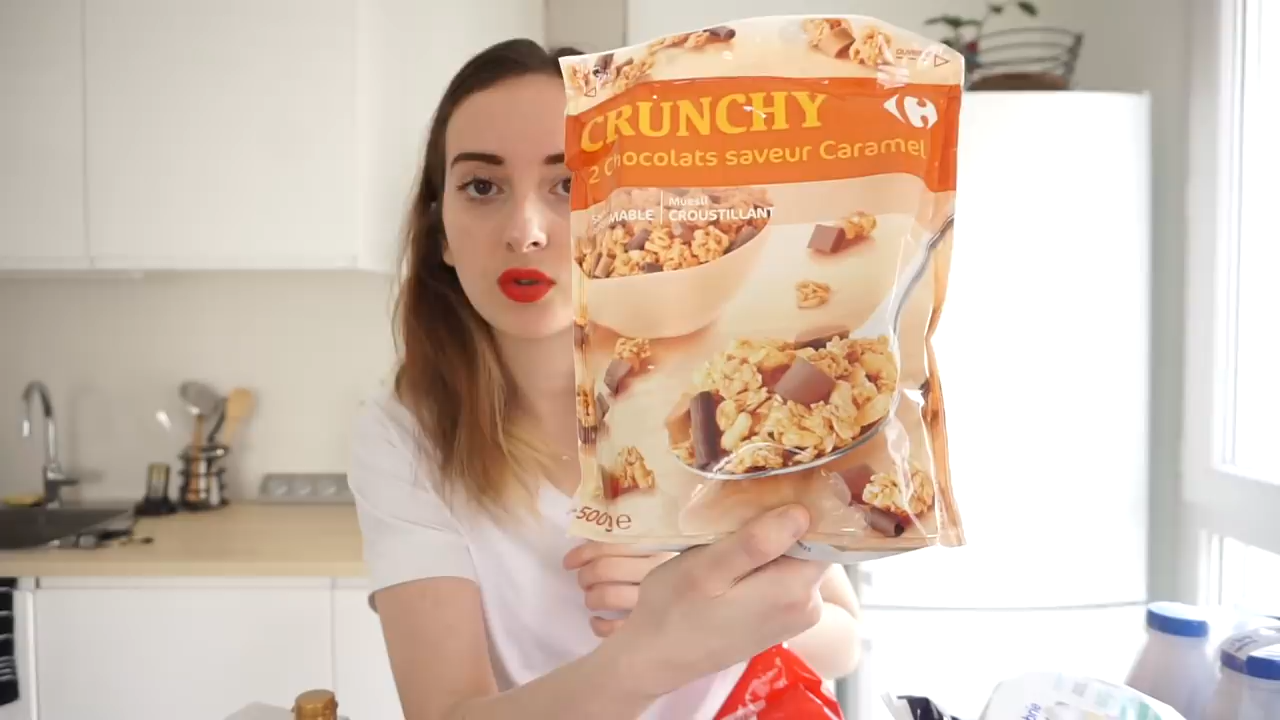 CRUNCHY
2 Chocolats saveur Caramel
Muesli
CROUSTILLANT
500g e